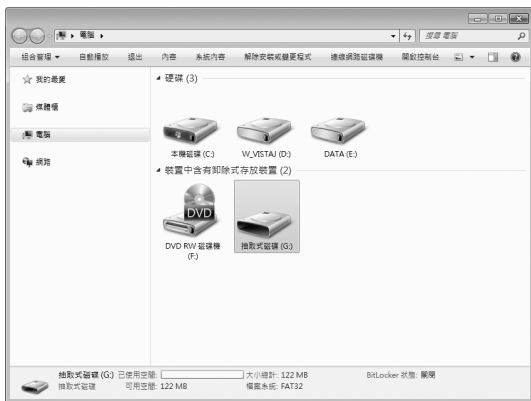 電腦
搜尋 電腦
組合管理 自動播放 退出 內容 系統內容 解除安裝或變更程式 連線網路磁碟機 開啟控制台
我的最愛
媒體櫃
電腦
網路
硬碟 (3)
本機磁碟 (C:) W_VISTAJ (D:) DATA (E:)
裝置中含有卸除式存放裝置 (2)
DVD
DVD RW 磁碟機 (F:)
抽取式磁碟 (G:)
抽取式磁碟 (G:) 已使用空間: 大小總計: 122 MB BitLocker 狀態: 關閉
抽取式磁碟 可用空間: 122 MB 檔案系統: FAT32